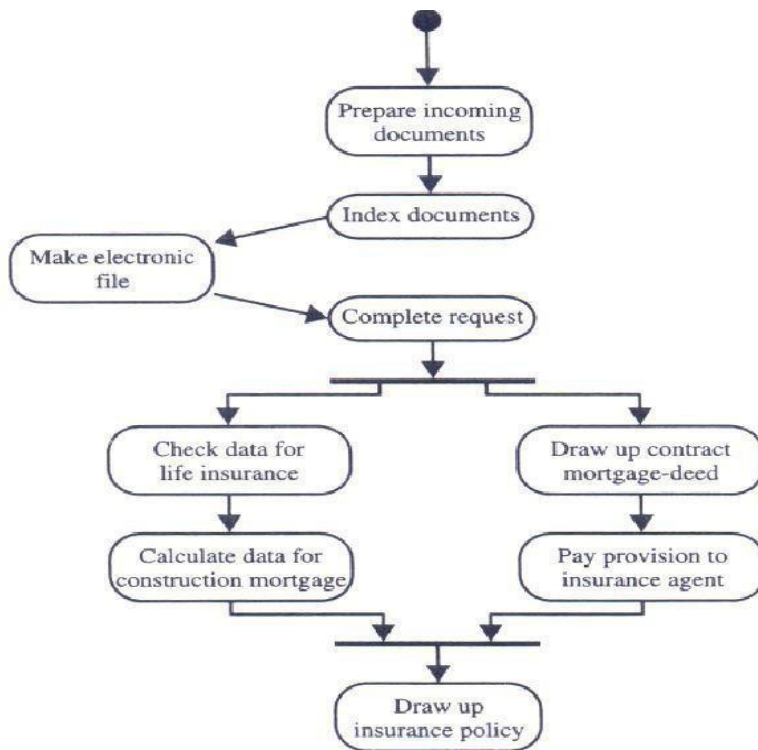 Prepare incoming
documents
Index documents
Make electronic
file
Complete request
Check data for
life insurance
Draw up contract
mortgage-deed
Calculate data for
construction mortgage
Pay provision to
insurance agent
Draw up
insurance policy